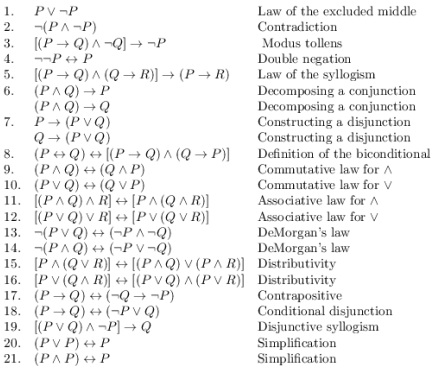 1. P ∨ ¬P Law of the excluded middle
2. ¬(P ∧ ¬P) Contradiction
3. [(P → Q) ∧ ¬Q] → ¬P Modus tollens
4. ¬¬P ↔ P Double negation
5. [(P → Q) ∧ (Q → R)] → (P → R) Law of the syllogism
6. (P ∧ Q) → P Decomposing a conjunction
(P ∧ Q) → Q Decomposing a conjunction
7. P → (P ∨ Q) Constructing a disjunction
Q → (P ∨ Q) Constructing a disjunction
8. (P ↔ Q) ↔ [(P → Q) ∧ (Q → P)] Definition of the biconditional
9. (P ∧ Q) ↔ (Q ∧ P) Commutative law for ∧
10. (P ∨ Q) ↔ (Q ∨ P) Commutative law for ∨
11. [(P ∧ Q) ∧ R] ↔ [P ∧ (Q ∧ R)] Associative law for ∧
12. [(P ∨ Q) ∨ R] ↔ [P ∨ (Q ∨ R)] Associative law for ∨
13. ¬(P ∨ Q) ↔ (¬P ∧ ¬Q) DeMorgan's law
14. ¬(P ∧ Q) ↔ (¬P ∨ ¬Q) DeMorgan's law
15. [P ∧ (Q ∨ R)] ↔ [(P ∧ Q) ∨ (P ∧ R)] Distributivity
16. [P ∨ (Q ∧ R)] ↔ [(P ∨ Q) ∧ (P ∨ R)] Distributivity
17. (P → Q) ↔ (¬Q → ¬P) Contrapositive
18. (P → Q) ↔ (¬P ∨ Q) Conditional disjunction
19. [(P ∨ Q) ∧ ¬P] → Q Disjunctive syllogism
20. (P ∨ P) ↔ P Simplification
21. (P ∧ P) ↔ P Simplification